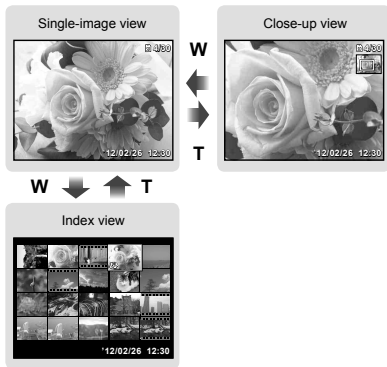 Single-image view
4/30
'12/02/26 12:30
W
T
Close-up view
4/30
'12/02/26 12:30
W T
Index view
'12/02/26 12:30